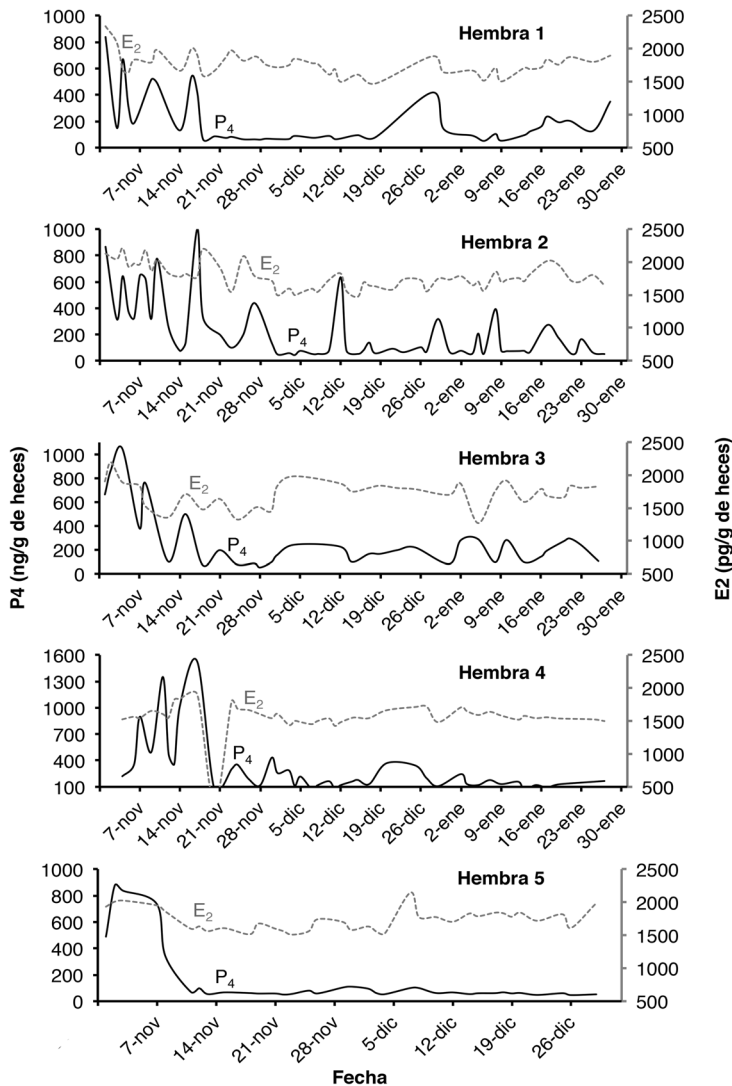 P4 (ng/g de heces)
E2 (pg/g de heces)
Hembra 1
1000
800
600
400
200
0
2500
2000
1500
1000
500
E2
P4
7-nov 14-nov 21-nov 28-nov 5-dic 12-dic 19-dic 26-dic 2-ene 9-ene 16-ene 23-ene 30-ene
Hembra 2
1000
800
600
400
200
0
2500
2000
1500
1000
500
E2
P4
7-nov 14-nov 21-nov 28-nov 5-dic 12-dic 19-dic 26-dic 2-ene 9-ene 16-ene 23-ene 30-ene
Hembra 3
1000
800
600
400
200
0
2500
2000
1500
1000
500
E2
P4
7-nov 14-nov 21-nov 28-nov 5-dic 12-dic 19-dic 26-dic 2-ene 9-ene 16-ene 23-ene 30-ene
Hembra 4
1600
1300
1000
700
400
100
2500
2000
1500
1000
500
E2
P4
7-nov 14-nov 21-nov 28-nov 5-dic 12-dic 19-dic 26-dic 2-ene 9-ene 16-ene 23-ene 30-ene
Hembra 5
1000
800
600
400
200
0
2500
2000
1500
1000
500
E2
P4
7-nov 14-nov 21-nov 28-nov 5-dic 12-dic 19-dic 26-dic
Fecha